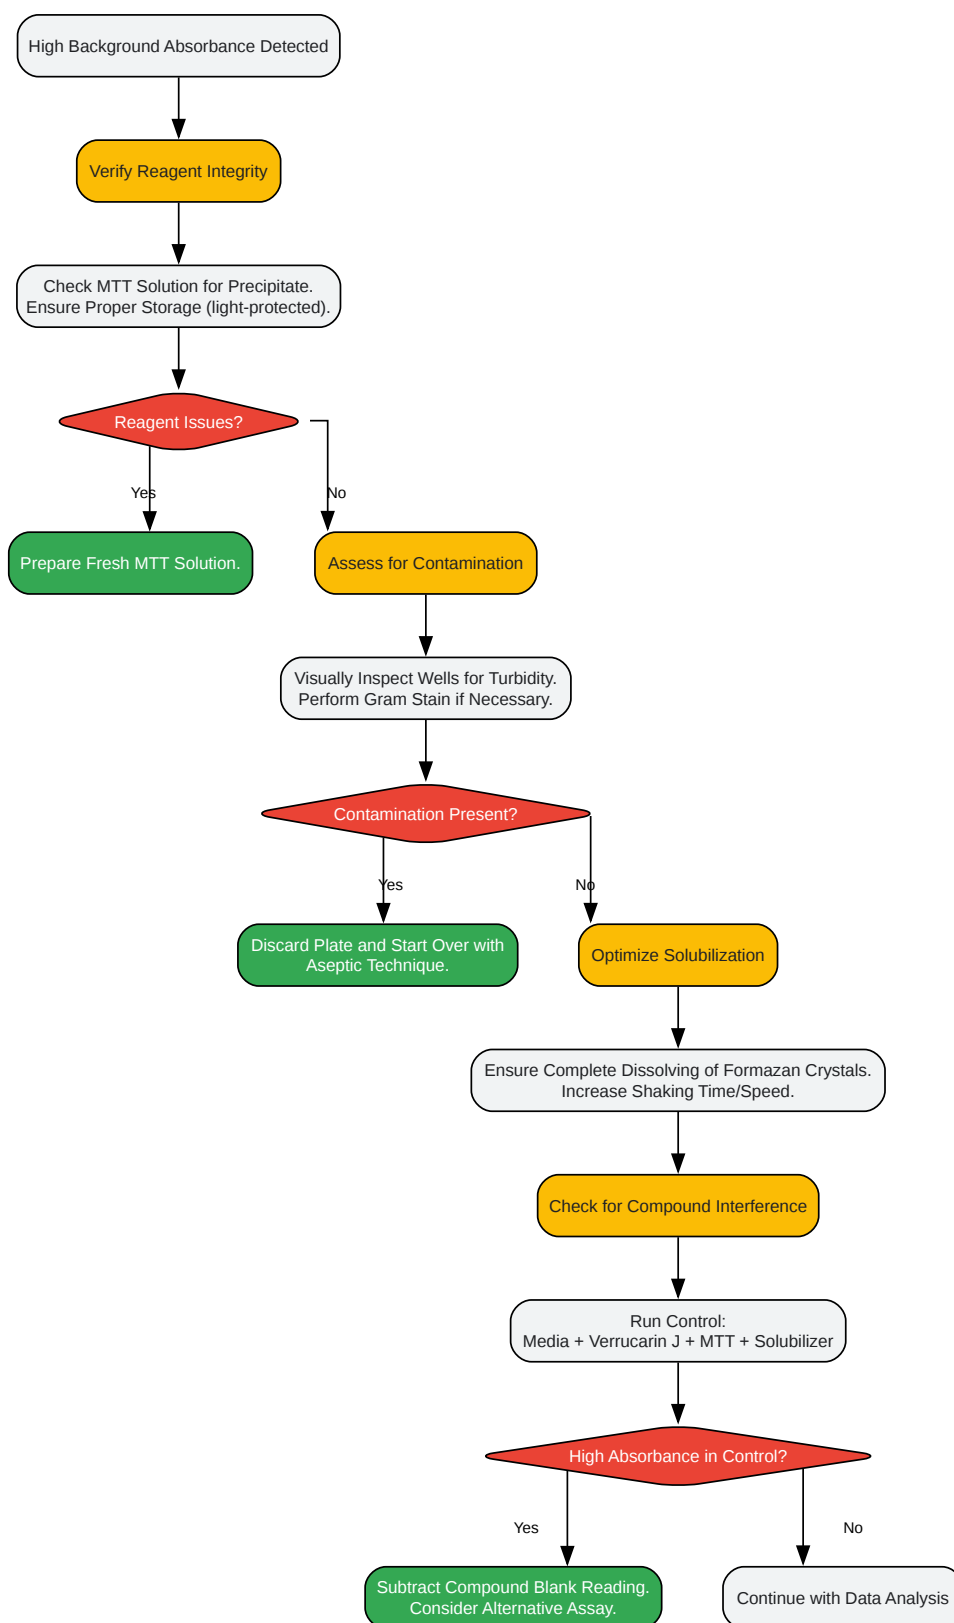 High Background Absorbance Detected
Verify Reagent Integrity
Check MTT Solution for Precipitate.
Ensure Proper Storage (light-protected).
Reagent Issues?
Yes
No
Prepare Fresh MTT Solution.
Assess for Contamination
Visually Inspect Wells for Turbidity.
Perform Gram Stain if Necessary.
Contamination Present?
Yes
No
Discard Plate and Start Over with
Aseptic Technique.
Optimize Solubilization
Ensure Complete Dissolving of Formazan Crystals.
Increase Shaking Time/Speed.
Check for Compound Interference
Run Control:
Media + Verrucarin J + MTT + Solubilizer
High Absorbance in Control?
Yes
No
Subtract Compound Blank Reading.
Consider Alternative Assay.
Continue with Data Analysis